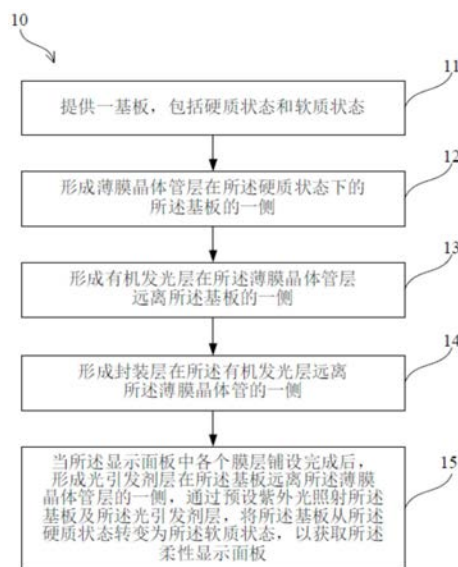 10
11
提供一基板，包括硬质状态和软质状态
12
形成薄膜晶体管层在所述硬质状态下的
所述基板的一侧
13
形成有机发光层在所述薄膜晶体管层
远离所述基板的一侧
14
形成封装层在所述有机发光层远离
所述薄膜晶体管的一侧
15
当所述显示面板中各个膜层铺设完成后，
形成光引发剂层在所述基板远离所述薄膜
晶体管层的一侧，通过预设紫外光照射所述
基板及所述光引发剂层，将所述基板从所述
硬质状态转变为所述软质状态，以获取所述
柔性显示面板